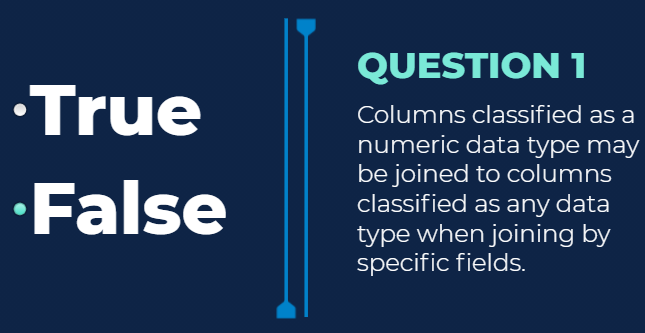 •True
•False
QUESTION 1
Columns classified as a
numeric data type may
be joined to columns
classified as any data
type when joining by
specific fields.